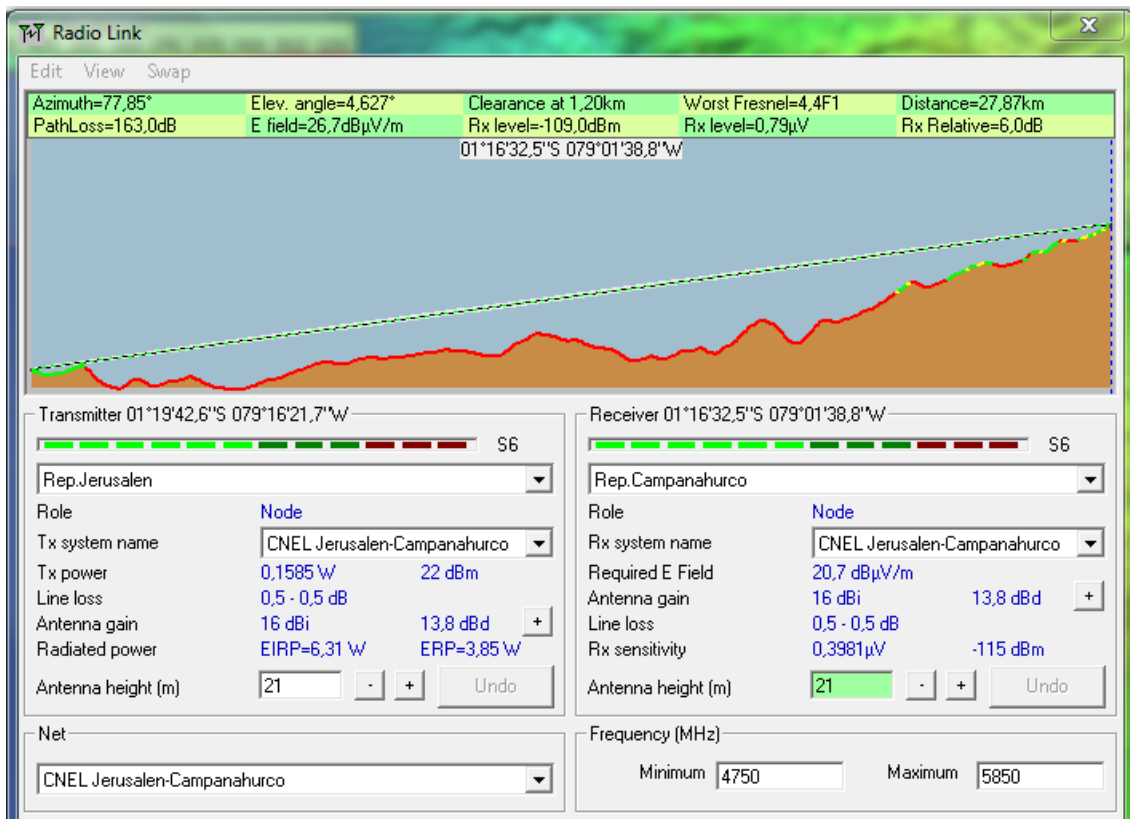 Radio Link
Edit View Swap
Azimuth=77,85° Elev. angle=4,627° Clearance at 1,20km Worst Fresnel=4,4F1 Distance=27,87km
PathLoss=163,0dB E field=26,7dBµV/m Rx level=-109,0dBm Rx level=0,79µV Rx Relative=6,0dB
01°16'32,5"S 079°01'38,8"W
Transmitter 01°19'42,6"S 079°16'21,7"W
S6
Rep.Jerusalen
Role Node
Tx system name CNEL Jerusalen-Campanahurco
Tx power 0,1585 W 22 dBm
Line loss 0,5 - 0,5 dB
Antenna gain 16 dBi 13,8 dBd +
Radiated power EIRP=6,31 W ERP=3,85 W
Antenna height (m) 21 - + Undo
Net
CNEL Jerusalen-Campanahurco
Receiver 01°16'32,5"S 079°01'38,8"W
S6
Rep.Campanahurco
Role Node
Rx system name CNEL Jerusalen-Campanahurco
Required E Field 20,7 dBµV/m
Antenna gain 16 dBi 13,8 dBd +
Line loss 0,5 - 0,5 dB
Rx sensitivity 0,3981µV -115 dBm
Antenna height (m) 21 - + Undo
Frequency (MHz)
Minimum 4750 Maximum 5850